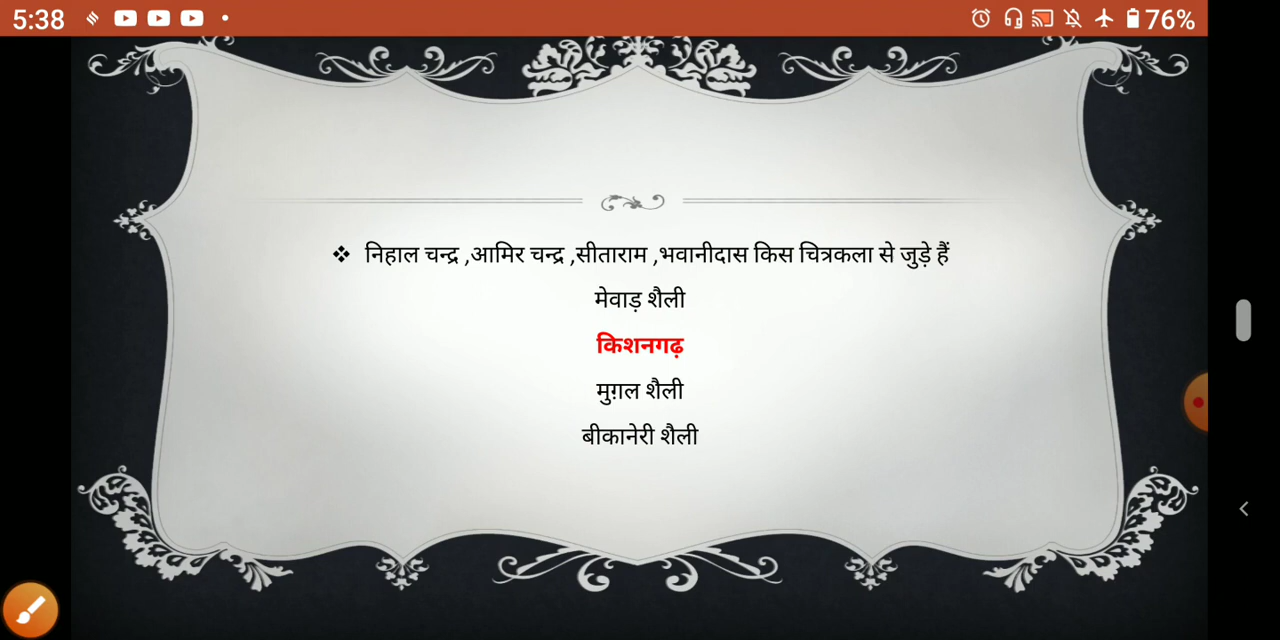 5:38
76%
❖ निहाल चन्द्र ,आमिर चन्द्र ,सीताराम ,भवानीदास किस चित्रकला से जुड़े हैं
मेवाड़ शैली
किशनगढ़
मुग़ल शैली
बीकानेरी शैली